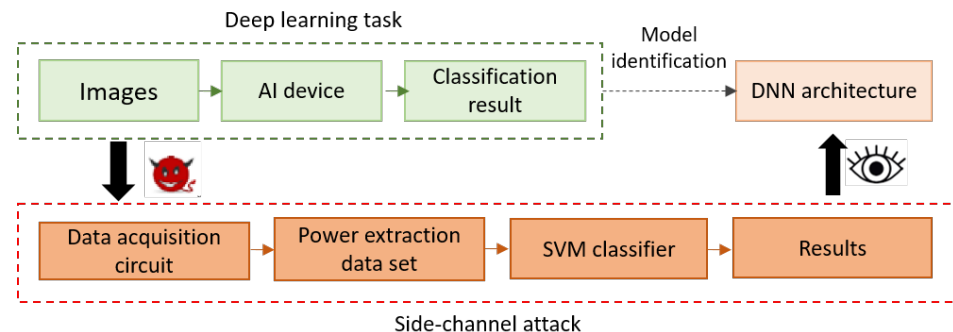 Deep learning task
Model
identification
Images
AI device
Classification
result
DNN architecture
Data acquisition
circuit
Power extraction
data set
SVM classifier
Results
Side-channel attack